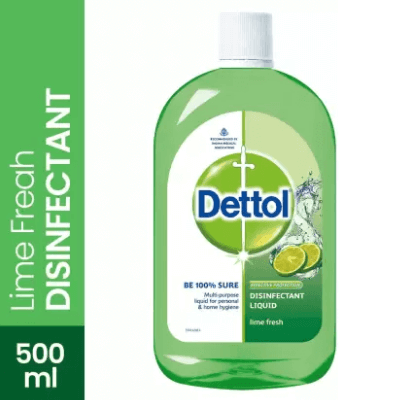 Lime Freah
DISINFECTANT
500
ml
Dettol
BE 100% SURE
Multi-purpose
liquid for personal
& home hygiene
DISINFECTANT
LIQUID
lime fresh